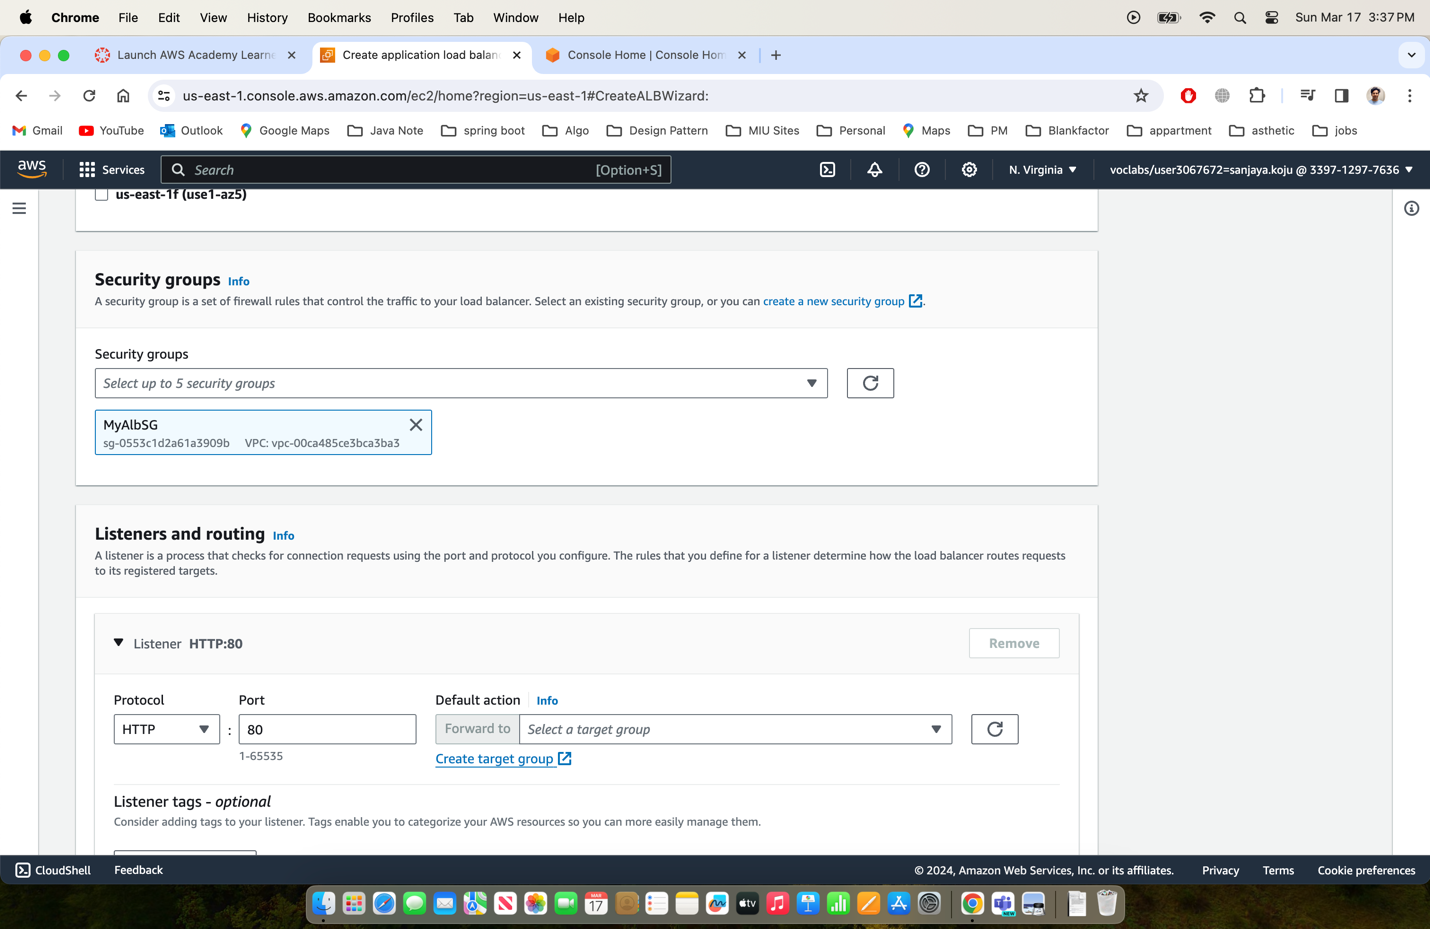 Chrome File Edit View History Bookmarks Profiles Tab Window Help Sun Mar 17 3:37 PM
Launch AWS Academy Learne Create application load balan Console Home | Console Hom
us-east-1.console.aws.amazon.com/ec2/home?region=us-east-1#CreateALBWizard:
Gmail YouTube Outlook Google Maps Java Note spring boot Algo Design Pattern MIU Sites Personal Maps PM Blankfactor appartment asthetic jobs
aws Services Search [Option+S] N. Virginia voclabs/user3067672=sanjaya.koju @ 3397-1297-7636
us-east-1f (use1-az5)
Security groups Info
A security group is a set of firewall rules that control the traffic to your load balancer. Select an existing security group, or you can create a new security group.
Security groups
Select up to 5 security groups
MyAlbSG
sg-0553c1d2a61a3909b VPC: vpc-00ca485ce3bca3ba3
Listeners and routing Info
A listener is a process that checks for connection requests using the port and protocol you configure. The rules that you define for a listener determine how the load balancer routes requests
to its registered targets.
Listener HTTP:80 Remove
Protocol Port Default action Info
HTTP : 80 Forward to Select a target group
1-65535 Create target group
Listener tags - optional
Consider adding tags to your listener. Tags enable you to categorize your AWS resources so you can more easily manage them.
CloudShell Feedback © 2024, Amazon Web Services, Inc. or its affiliates. Privacy Terms Cookie preferences
MAR
17
tv
NEW